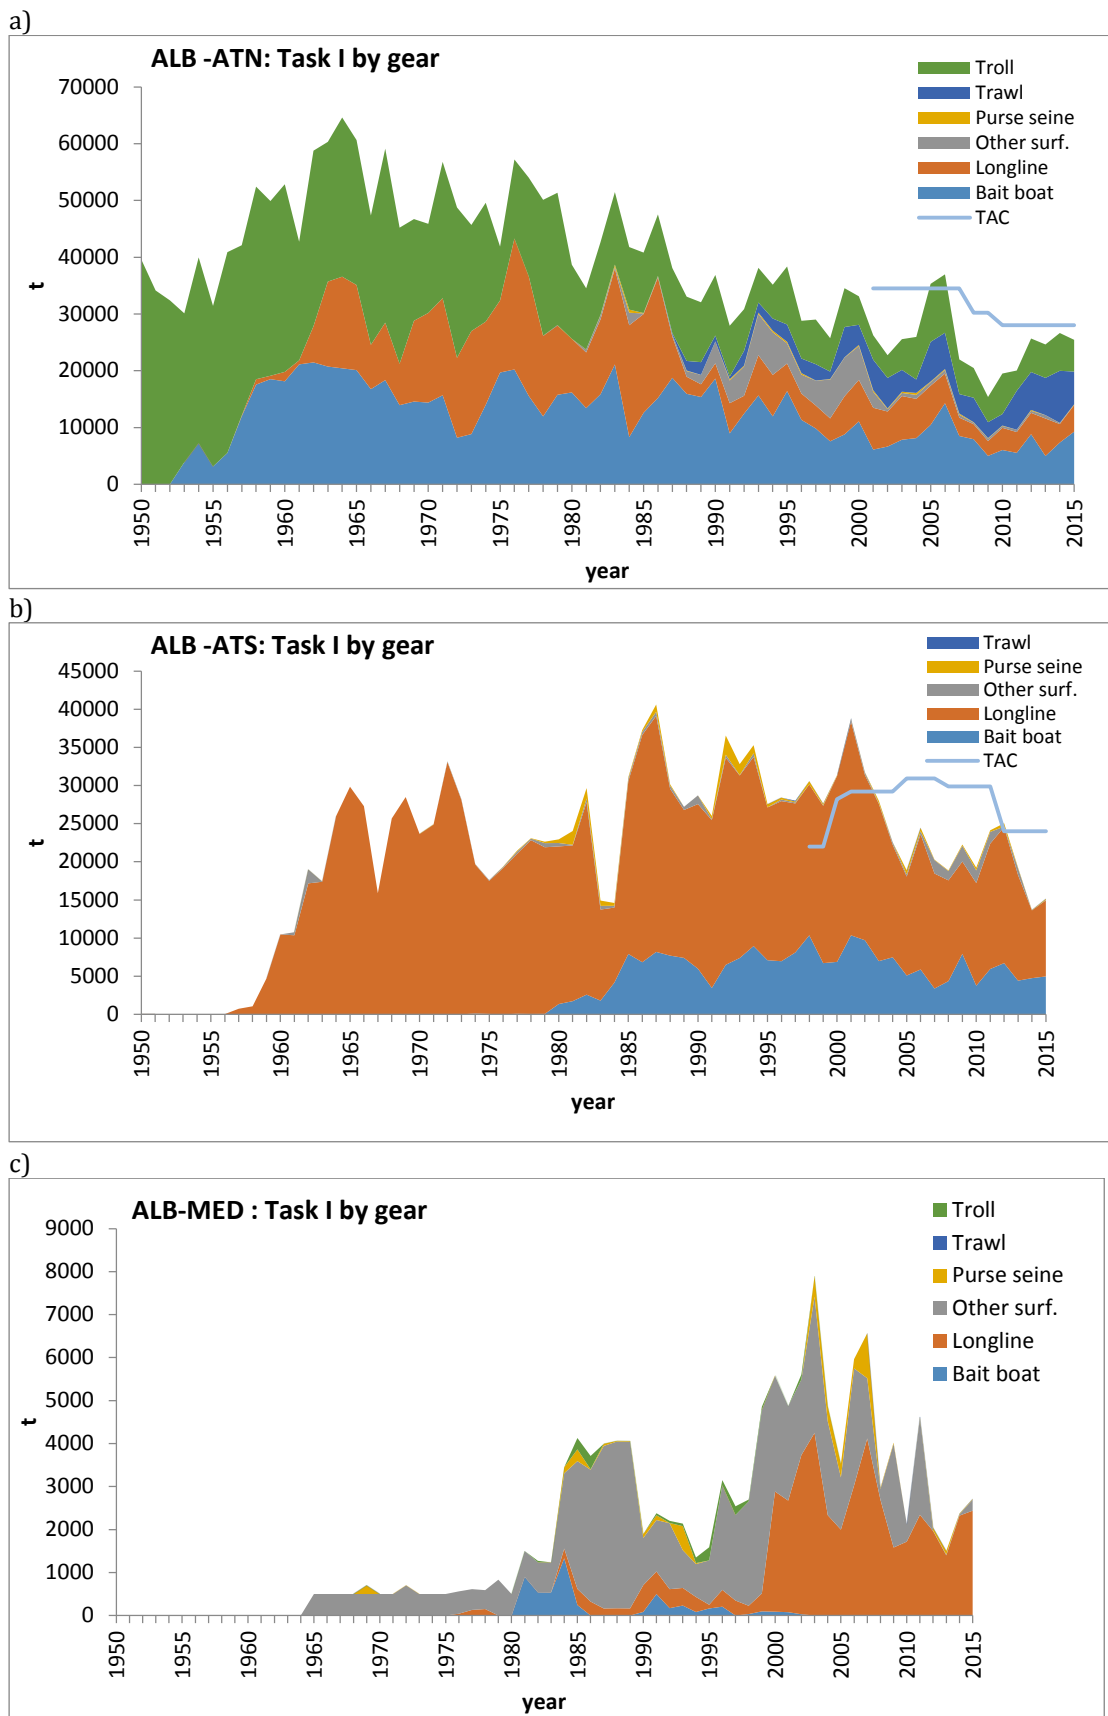 a)
ALB -ATN: Task I by gear
Troll
Trawl
Purse seine
Other surf.
Longline
Bait boat
TAC
70000
60000
50000
40000
30000
20000
10000
0
t
1950
1955
1960
1965
1970
1975
1980
1985
1990
1995
2000
2005
2010
2015
year
b)
ALB -ATS: Task I by gear
Trawl
Purse seine
Other surf.
Longline
Bait boat
TAC
45000
40000
35000
30000
25000
20000
15000
10000
5000
0
t
1950
1955
1960
1965
1970
1975
1980
1985
1990
1995
2000
2005
2010
2015
year
c)
ALB-MED : Task I by gear
Troll
Trawl
Purse seine
Other surf.
Longline
Bait boat
9000
8000
7000
6000
5000
4000
3000
2000
1000
0
t
1950
1955
1960
1965
1970
1975
1980
1985
1990
1995
2000
2005
2010
2015
year